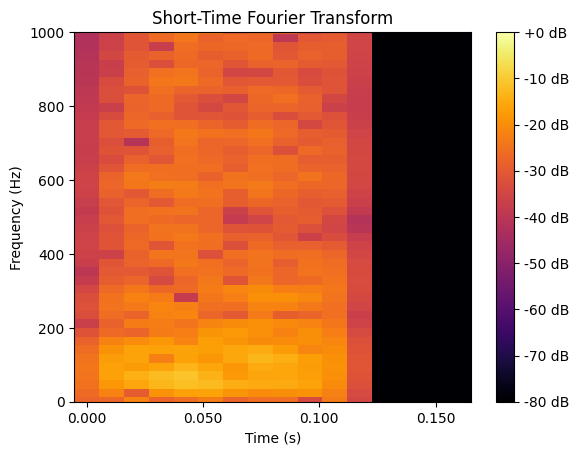 Short-Time Fourier Transform
1000
800
600
400
200
0
Frequency (Hz)
0.000
0.050
0.100
0.150
Time (s)
+0 dB
-10 dB
-20 dB
-30 dB
-40 dB
-50 dB
-60 dB
-70 dB
-80 dB